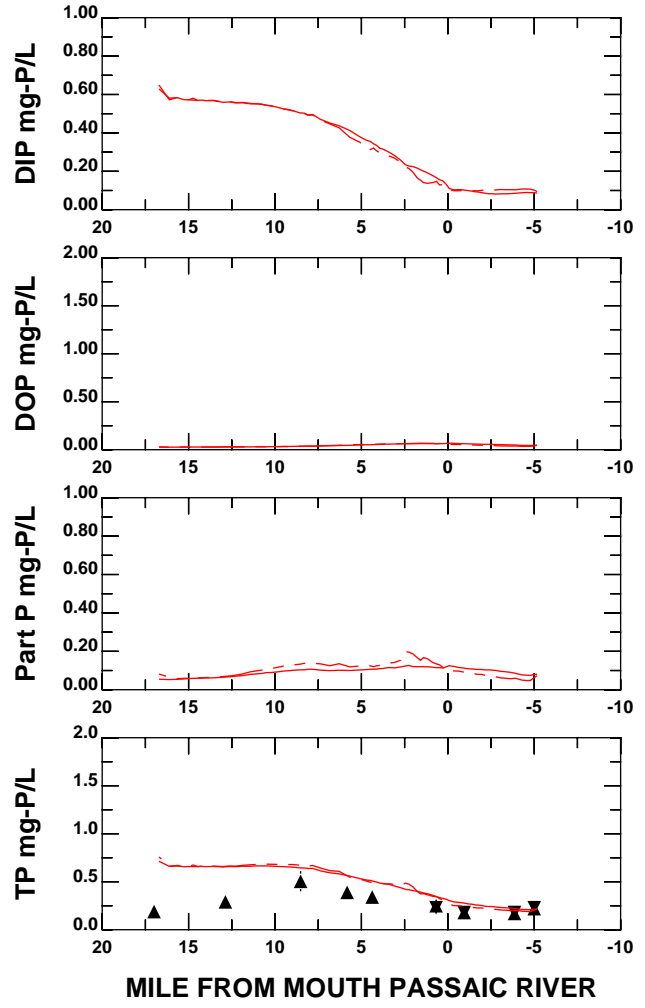 DIP mg-P/L
1.00
0.80
0.60
0.40
0.20
0.00
20 15 10 5 0 -5 -10
DOP mg-P/L
2.00
1.50
1.00
0.50
0.00
20 15 10 5 0 -5 -10
Part P mg-P/L
1.00
0.80
0.60
0.40
0.20
0.00
20 15 10 5 0 -5 -10
TP mg-P/L
2.0
1.5
1.0
0.5
0.0
20 15 10 5 0 -5 -10
MILE FROM MOUTH PASSAIC RIVER